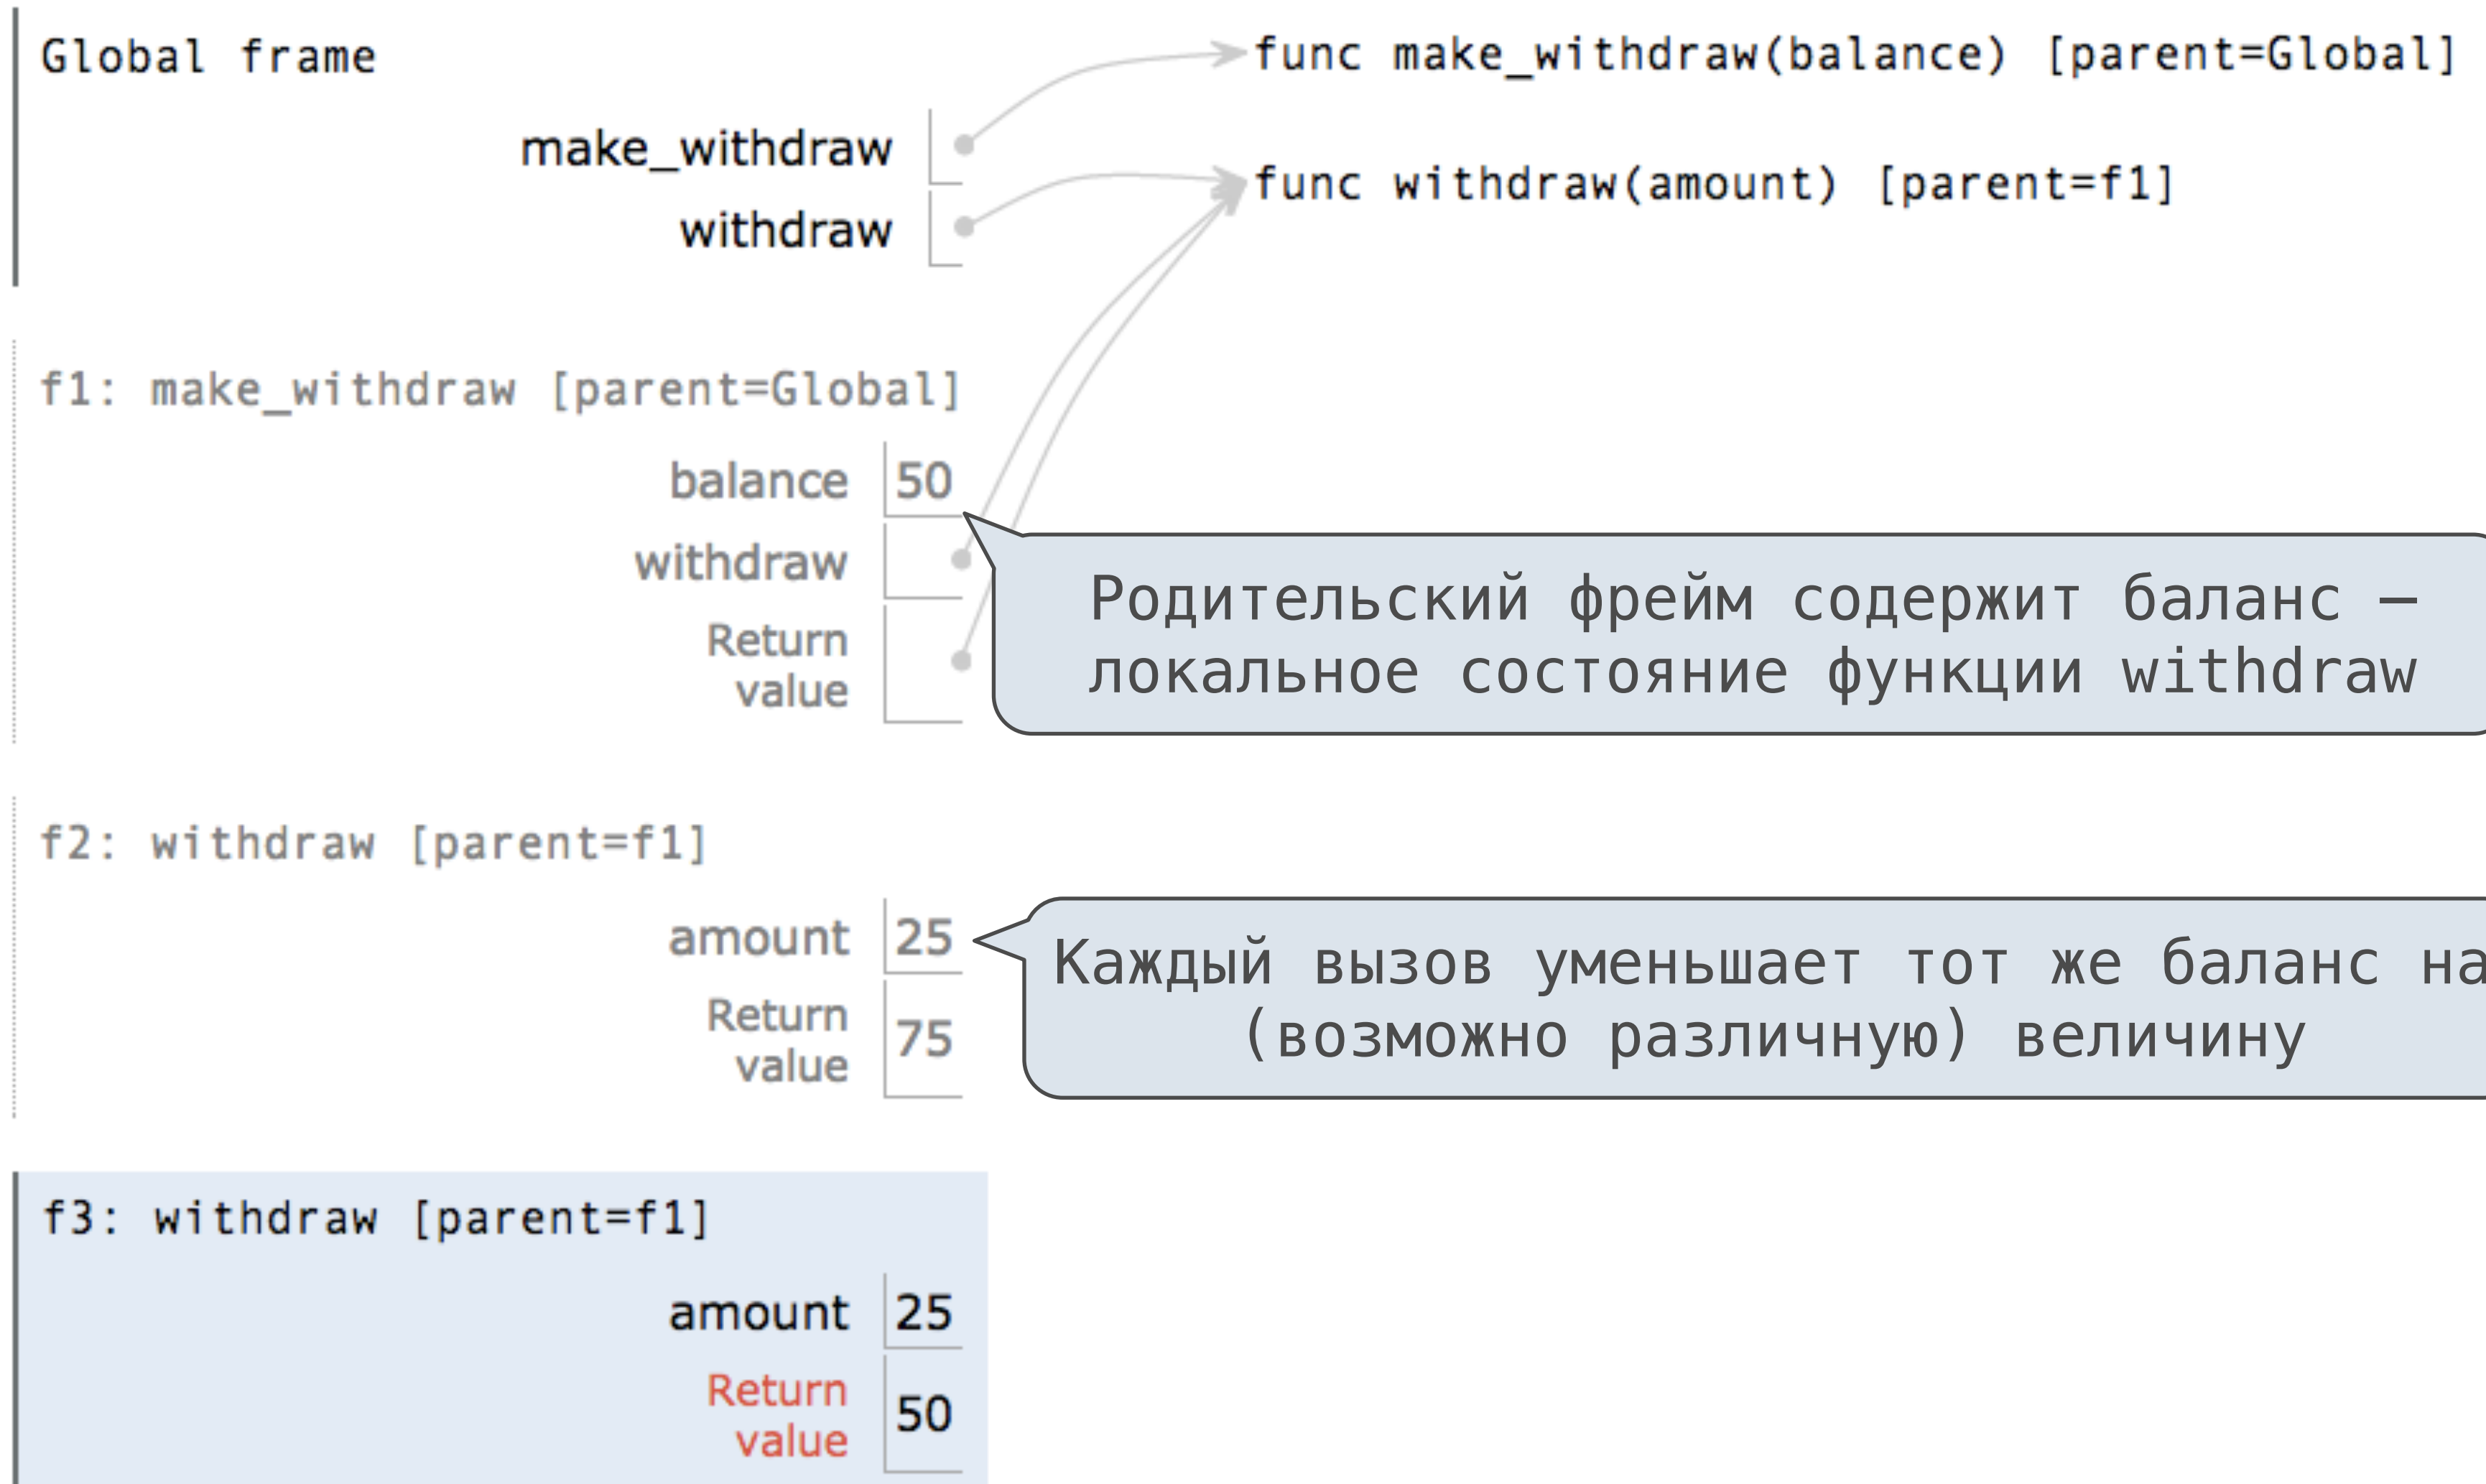 Global frame
func make_withdraw(balance) [parent=Global]
make_withdraw
func withdraw(amount) [parent=f1]
withdraw
f1: make_withdraw [parent=Global]
balance 50
withdraw
Return
value
Родительский фрейм содержит баланс —
локальное состояние функции withdraw
f2: withdraw [parent=f1]
amount 25
Return
value 75
Каждый вызов уменьшает тот же баланс на
(возможно различную) величину
f3: withdraw [parent=f1]
amount 25
Return
value 50